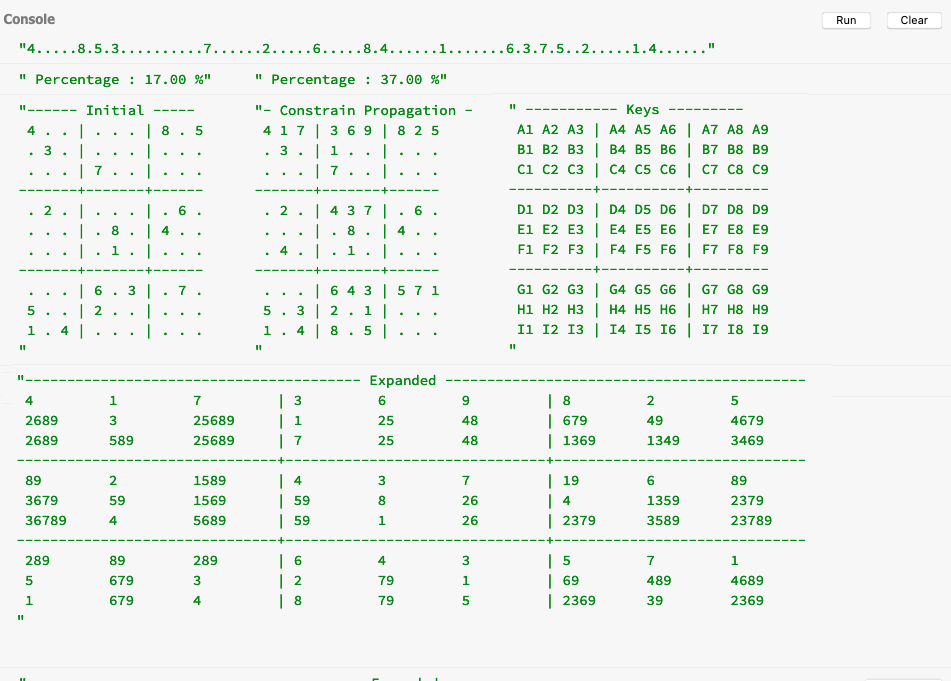 Console
Run Clear
"4.....8.5.3..........7......2.....6.....8.4......1.......6.3.7.5..2.....1.4......"
" Percentage : 17.00 %" " Percentage : 37.00 %"
"------ Initial ----- "- Constrain Propagation - " ----------- Keys ---------
4 . . | . . . | 8 . 5 4 1 7 | 3 6 9 | 8 2 5 A1 A2 A3 | A4 A5 A6 | A7 A8 A9
. 3 . | . . . | . . . . 3 . | 1 . . | . . . B1 B2 B3 | B4 B5 B6 | B7 B8 B9
. . . | 7 . . | . . . . . . | 7 . . | . . . C1 C2 C3 | C4 C5 C6 | C7 C8 C9
-------+------+------ -------+------+------ ----------+----------+---------
. 2 . | . . . | . 6 . . 2 . | 4 3 7 | . 6 . D1 D2 D3 | D4 D5 D6 | D7 D8 D9
. . . | . 8 . | 4 . . . . . | . 8 . | 4 . . E1 E2 E3 | E4 E5 E6 | E7 E8 E9
. . . | . 1 . | . . . . 4 . | . 1 . | . . . F1 F2 F3 | F4 F5 F6 | F7 F8 F9
-------+------+------ -------+------+------ ----------+----------+---------
. . . | 6 . 3 | . 7 . . . . | 6 4 3 | 5 7 1 G1 G2 G3 | G4 G5 G6 | G7 G8 G9
5 . . | 2 . . | . . . 5 . 3 | 2 . 1 | . . . H1 H2 H3 | H4 H5 H6 | H7 H8 H9
1 . 4 | . . . | . . . 1 . 4 | 8 . 5 | . . . I1 I2 I3 | I4 I5 I6 | I7 I8 I9
" " "
"---------------------------------------- Expanded -------------------------------------------
4 1 7 | 3 6 9 | 8 2 5
2689 3 25689 | 1 25 48 | 679 49 4679
2689 589 25689 | 7 25 48 | 1369 1349 3469
-------------------------------+-------------------------------+------------------------------
89 2 1589 | 4 3 7 | 19 6 89
3679 59 1569 | 59 8 26 | 4 1359 2379
36789 4 5689 | 59 1 26 | 2379 3589 23789
-------------------------------+-------------------------------+------------------------------
289 89 289 | 6 4 3 | 5 7 1
5 679 3 | 2 79 1 | 69 489 4689
1 679 4 | 8 79 5 | 2369 39 2369
"